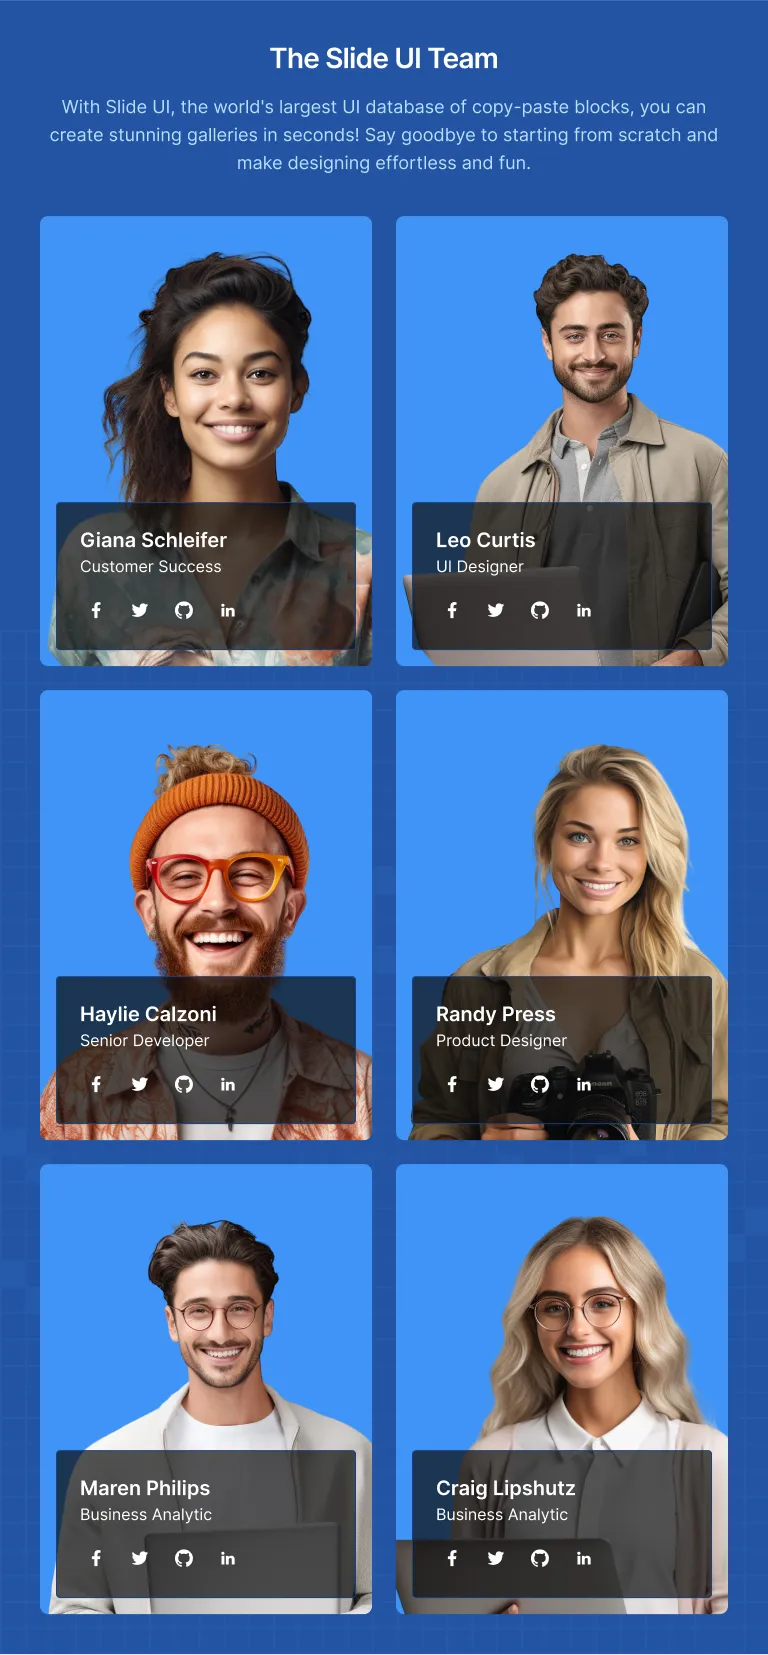 The Slide UI Team
With Slide UI, the world's largest UI database of copy-paste blocks, you can
create stunning galleries in seconds! Say goodbye to starting from scratch and
make designing effortless and fun.
Giana Schleifer
Customer Success
Leo Curtis
UI Designer
Haylie Calzoni
Senior Developer
Randy Press
Product Designer
Maren Philips
Business Analytic
Craig Lipshutz
Business Analytic